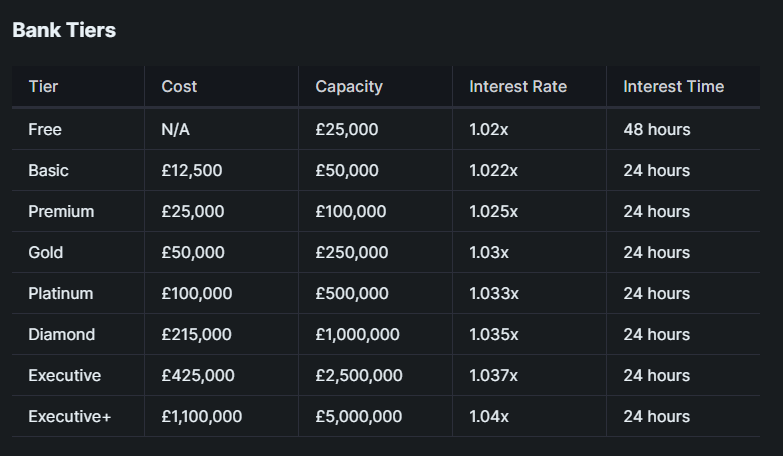 Bank Tiers
Tier Cost Capacity Interest Rate Interest Time
Free N/A £25,000 1.02x 48 hours
Basic £12,500 £50,000 1.022x 24 hours
Premium £25,000 £100,000 1.025x 24 hours
Gold £50,000 £250,000 1.03x 24 hours
Platinum £100,000 £500,000 1.033x 24 hours
Diamond £215,000 £1,000,000 1.035x 24 hours
Executive £425,000 £2,500,000 1.037x 24 hours
Executive+ £1,100,000 £5,000,000 1.04x 24 hours